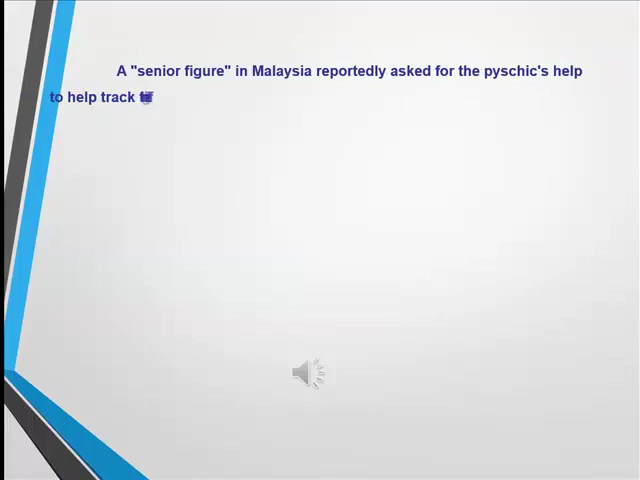 A "senior figure" in Malaysia reportedly asked for the pyschic's help
to help track